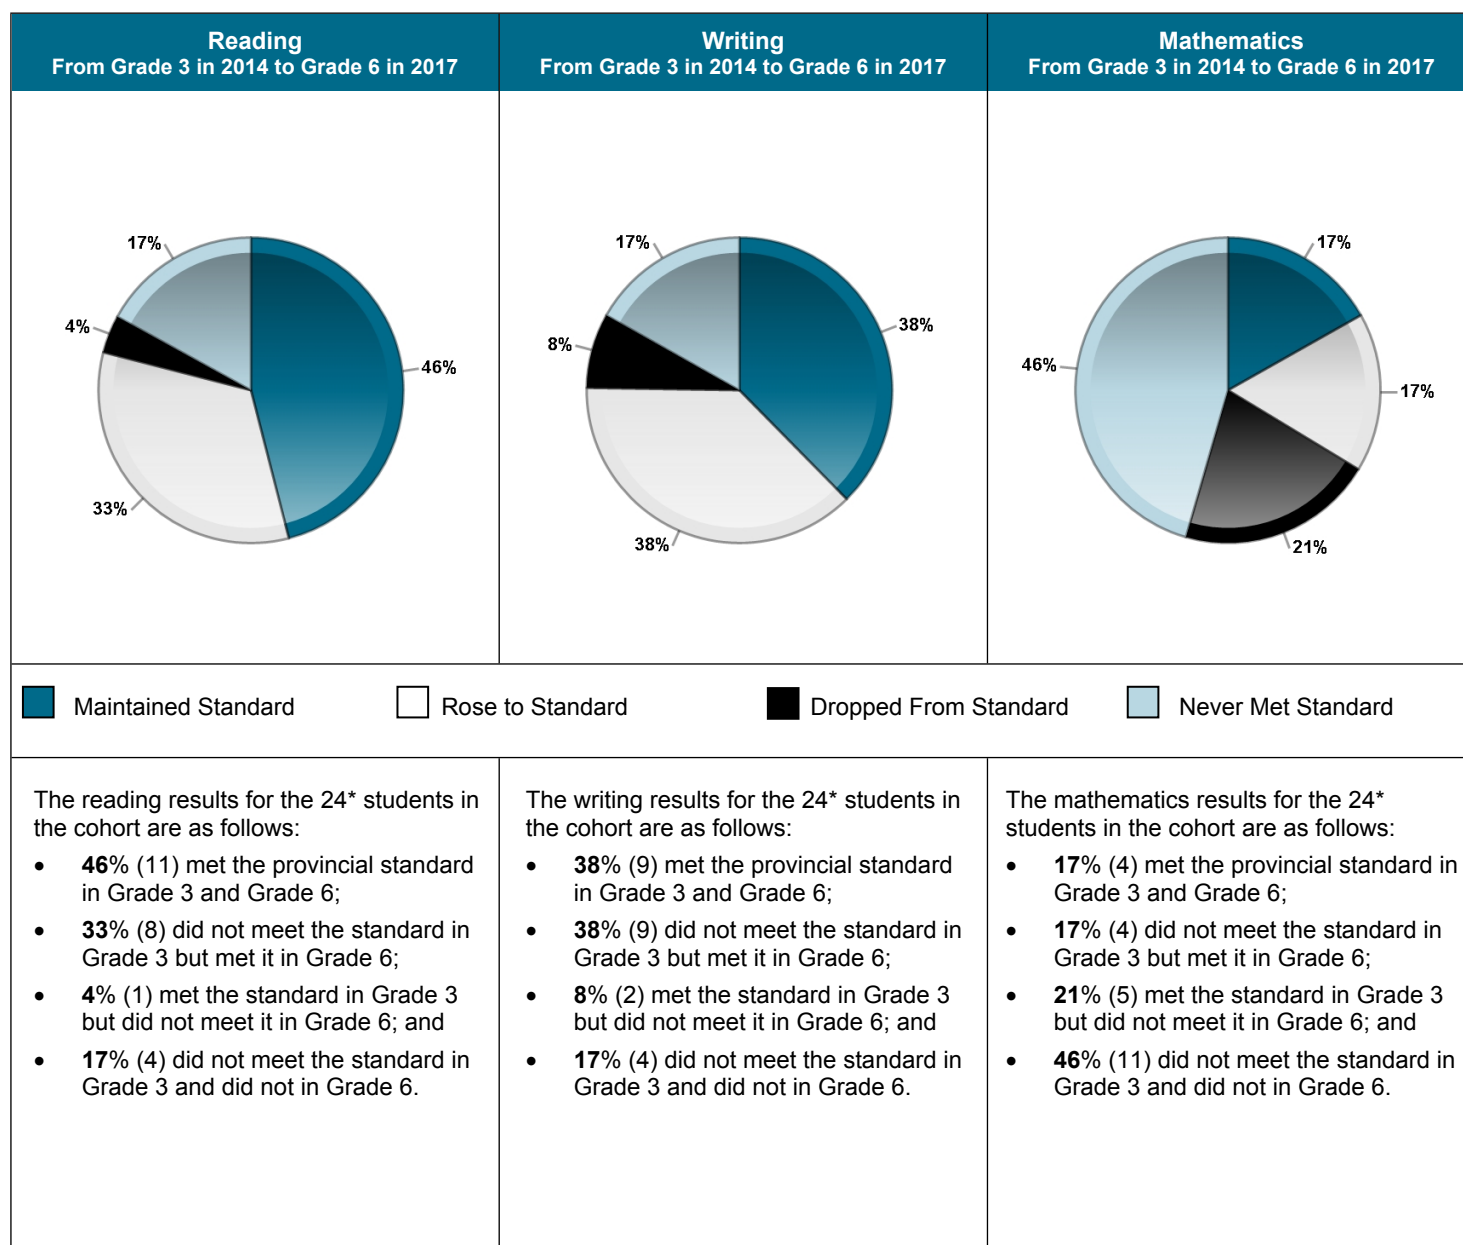 Reading
From Grade 3 in 2014 to Grade 6 in 2017
Writing
From Grade 3 in 2014 to Grade 6 in 2017
Mathematics
From Grade 3 in 2014 to Grade 6 in 2017
17%
4%
46%
33%
17%
8%
38%
38%
17%
46%
17%
21%
Maintained Standard
Rose to Standard
Dropped From Standard
Never Met Standard
The reading results for the 24* students in
the cohort are as follows:
• 46% (11) met the provincial standard
in Grade 3 and Grade 6;
• 33% (8) did not meet the standard in
Grade 3 but met it in Grade 6;
• 4% (1) met the standard in Grade 3
but did not meet it in Grade 6; and
• 17% (4) did not meet the standard in
Grade 3 and did not in Grade 6.
The writing results for the 24* students in
the cohort are as follows:
• 38% (9) met the provincial standard
in Grade 3 and Grade 6;
• 38% (9) did not meet the standard in
Grade 3 but met it in Grade 6;
• 8% (2) met the standard in Grade 3
but did not meet it in Grade 6; and
• 17% (4) did not meet the standard in
Grade 3 and did not in Grade 6.
The mathematics results for the 24*
students in the cohort are as follows:
• 17% (4) met the provincial standard in
Grade 3 and Grade 6;
• 17% (4) did not meet the standard in
Grade 3 but met it in Grade 6;
• 21% (5) met the standard in Grade 3
but did not meet it in Grade 6; and
• 46% (11) did not meet the standard in
Grade 3 and did not in Grade 6.